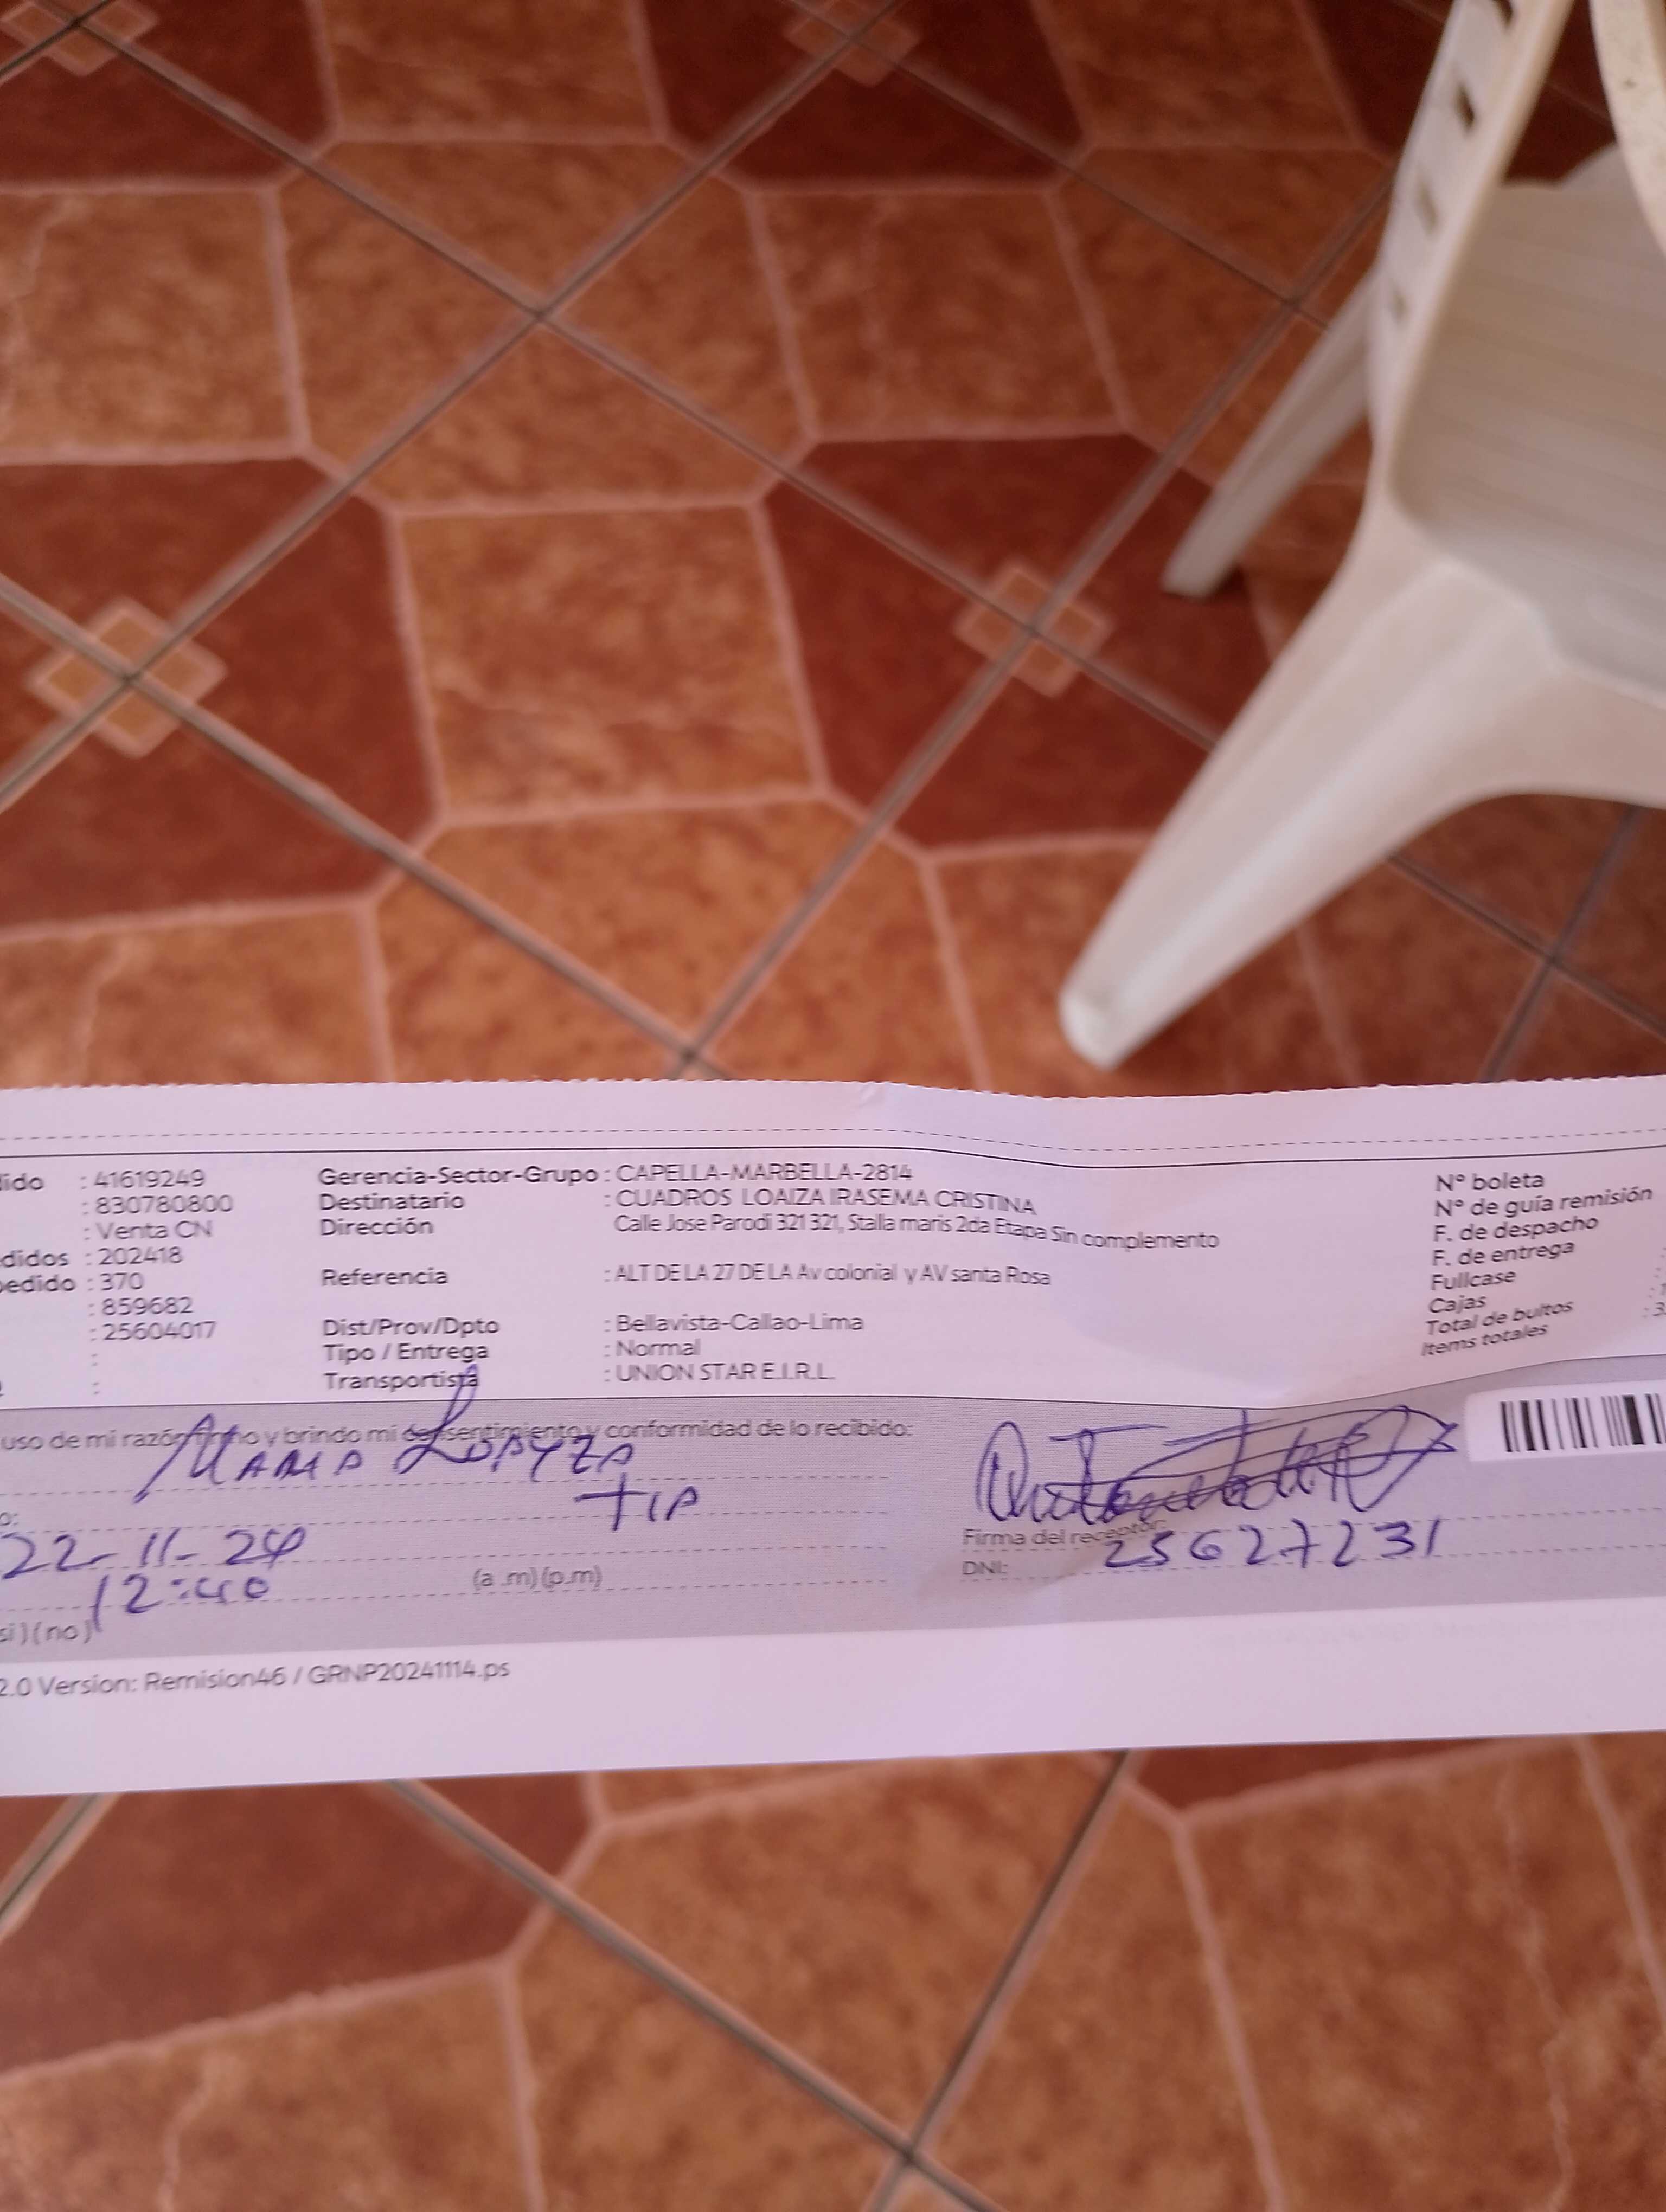 dido : 41619249 Gerencia-Sector-Grupo : CAPELLA-MARBELLA-2814 N° boleta
: 830780800 Destinatario : CUADROS LOAIZA IRASEMA CRISTINA N° de guía remisión
: Venta CN Dirección Calle Jose Parodi 321 321, Stalla maris 2da Etapa Sin complemento F. de despacho
didos : 202418 F. de entrega
pedido : 370 Referencia : ALT DE LA 27 DE LA Av colonial y AV santa Rosa Fullcase
: 859682 Cajas
: 25604017 Dist/Prov/Dpto : Bellavista-Callao-Lima Total de bultos : 3
: Tipo / Entrega : Normal Items totales
: Transportista : UNION STAR E.I.R.L.
uso de mi razón firmo y brindo mi consentimiento y conformidad de lo recibido:
MARIA
TIA
o:
22-11-24 Firma del receptor:
12:40 (a .m) (p.m) DNI: 25627231
si ) ( no )
2.0 Version: Remision46 / GRNP20241114.ps